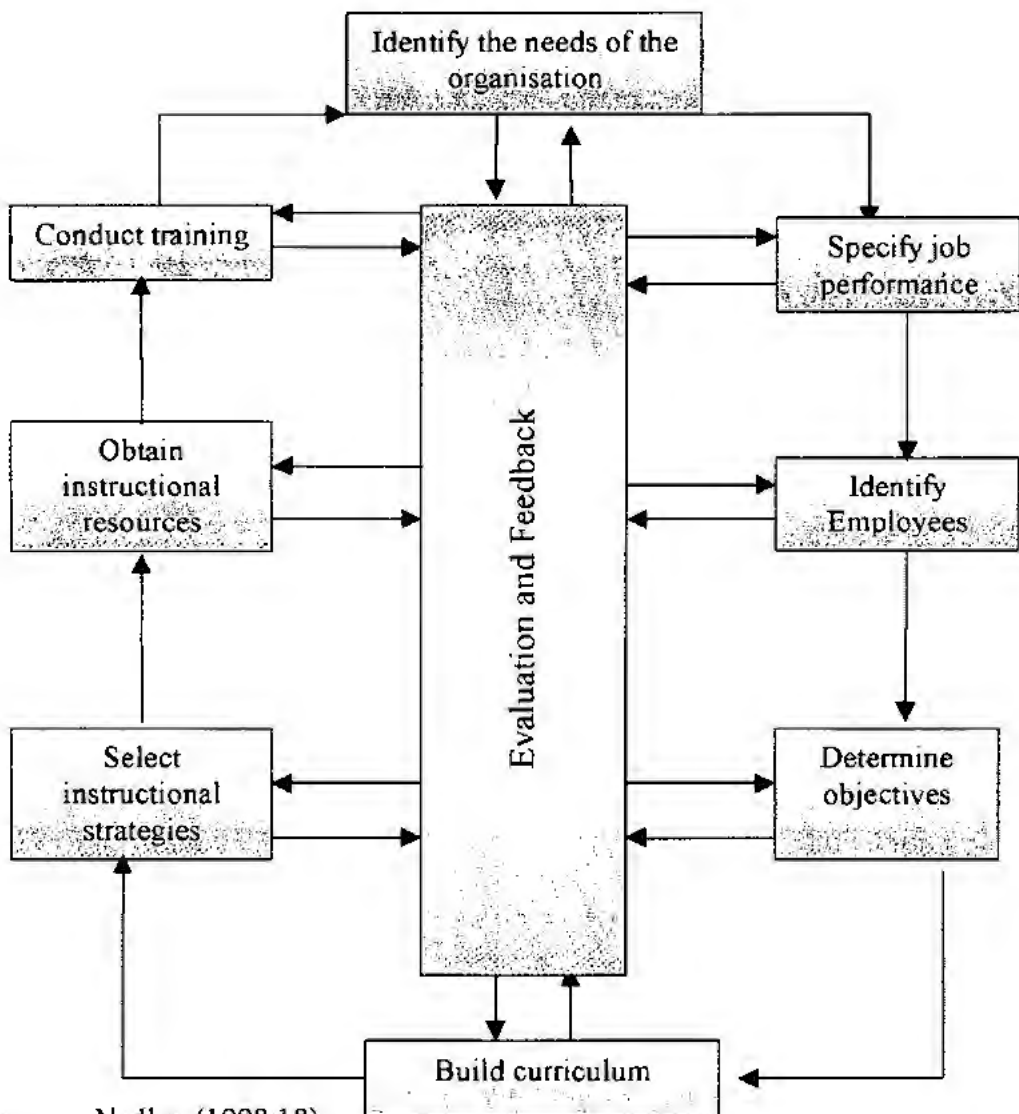 Identify the needs of the
organisation
Conduct training
Specify job
performance
Obtain
instructional
resources
Evaluation and Feedback
Identify
Employees
Select
instructional
strategies
Determine
objectives
Build curriculum